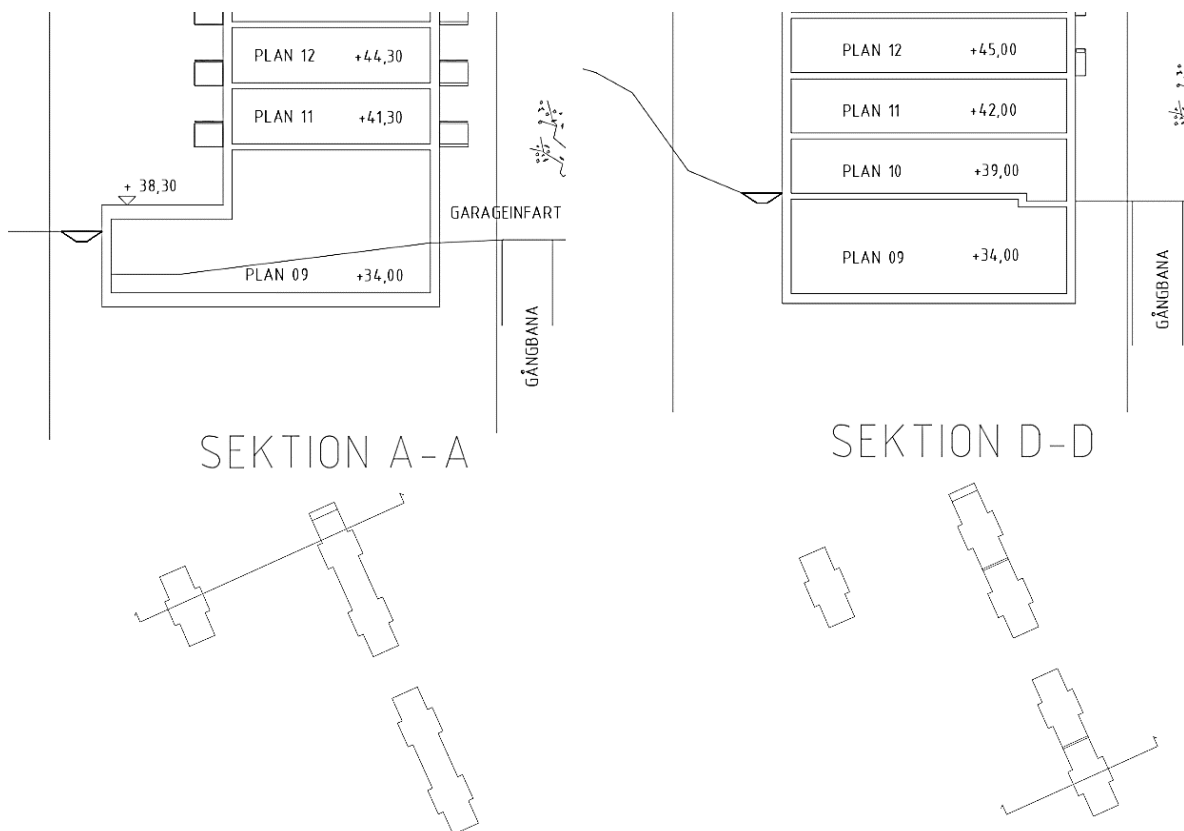 PLAN 12 +44,30
PLAN 11 +41,30
+ 38,30
GARAGEINFART
PLAN 09 +34,00
GÅNGBANA
SEKTION A-A
PLAN 12 +45,00
PLAN 11 +42,00
PLAN 10 +39,00
PLAN 09 +34,00
GÅNGBANA
SEKTION D-D